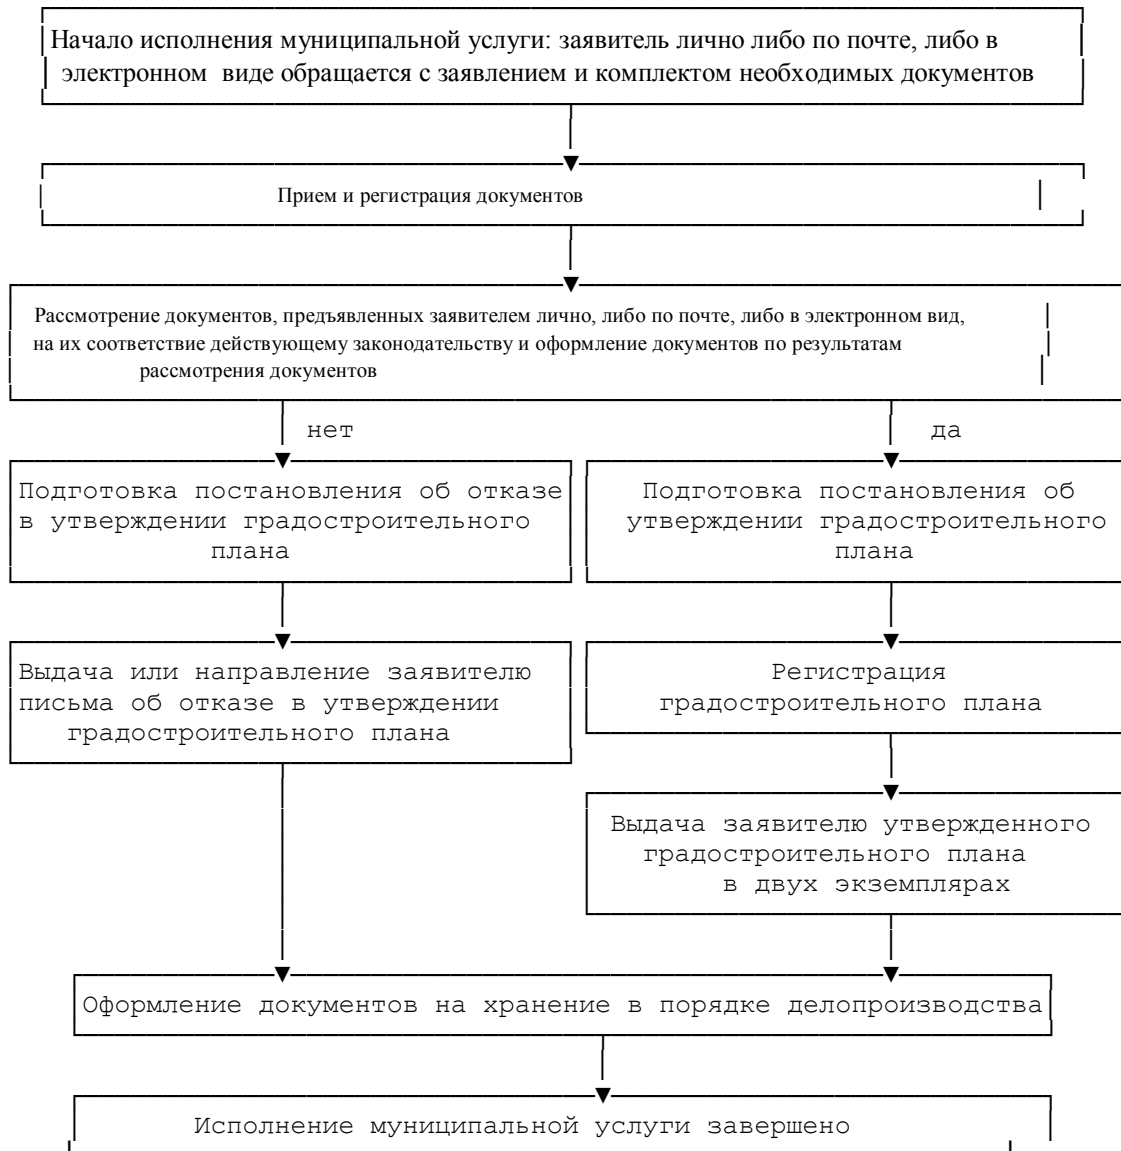 Начало исполнения муниципальной услуги: заявитель лично либо по почте, либо в
электронном виде обращается с заявлением и комплектом необходимых документов
Прием и регистрация документов
Рассмотрение документов, предъявленных заявителем лично, либо по почте, либо в электронном вид,
на их соответствие действующему законодательству и оформление документов по результатам
рассмотрения документов
нет
да
Подготовка постановления об отказе
в утверждении градостроительного
плана
Подготовка постановления об
утверждении градостроительного
плана
Выдача или направление заявителю
письма об отказе в утверждении
градостроительного плана
Регистрация
градостроительного плана
Выдача заявителю утвержденного
градостроительного плана
в двух экземплярах
Оформление документов на хранение в порядке делопроизводства
Исполнение муниципальной услуги завершено